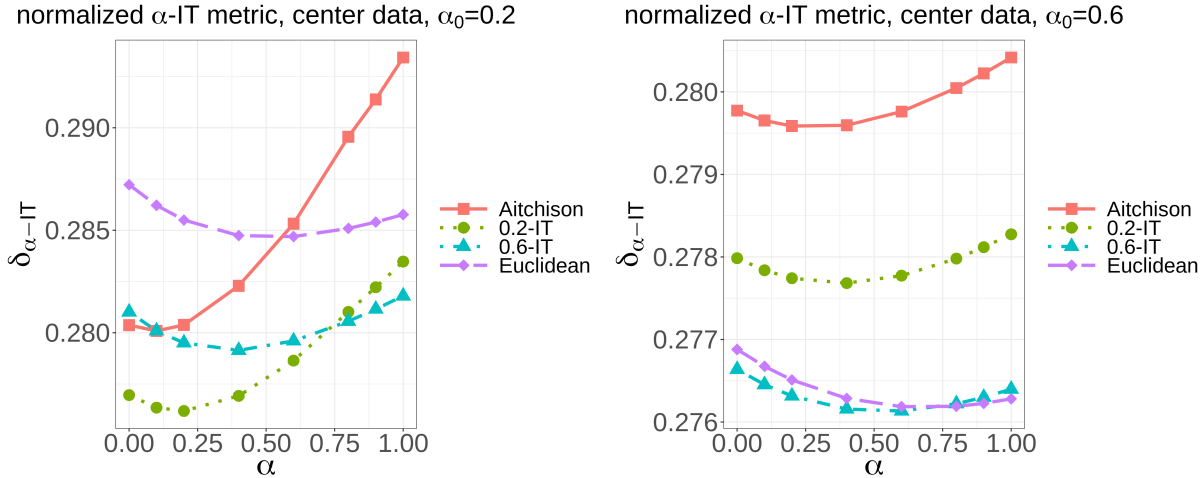 normalized α-IT metric, center data, α₀=0.2
0.290
0.285
0.280
0.00 0.25 0.50 0.75 1.00
α
δα−IT
Aitchison
0.2-IT
0.6-IT
Euclidean
normalized α-IT metric, center data, α₀=0.6
0.280
0.279
0.278
0.277
0.276
0.00 0.25 0.50 0.75 1.00
α
δα−IT
Aitchison
0.2-IT
0.6-IT
Euclidean